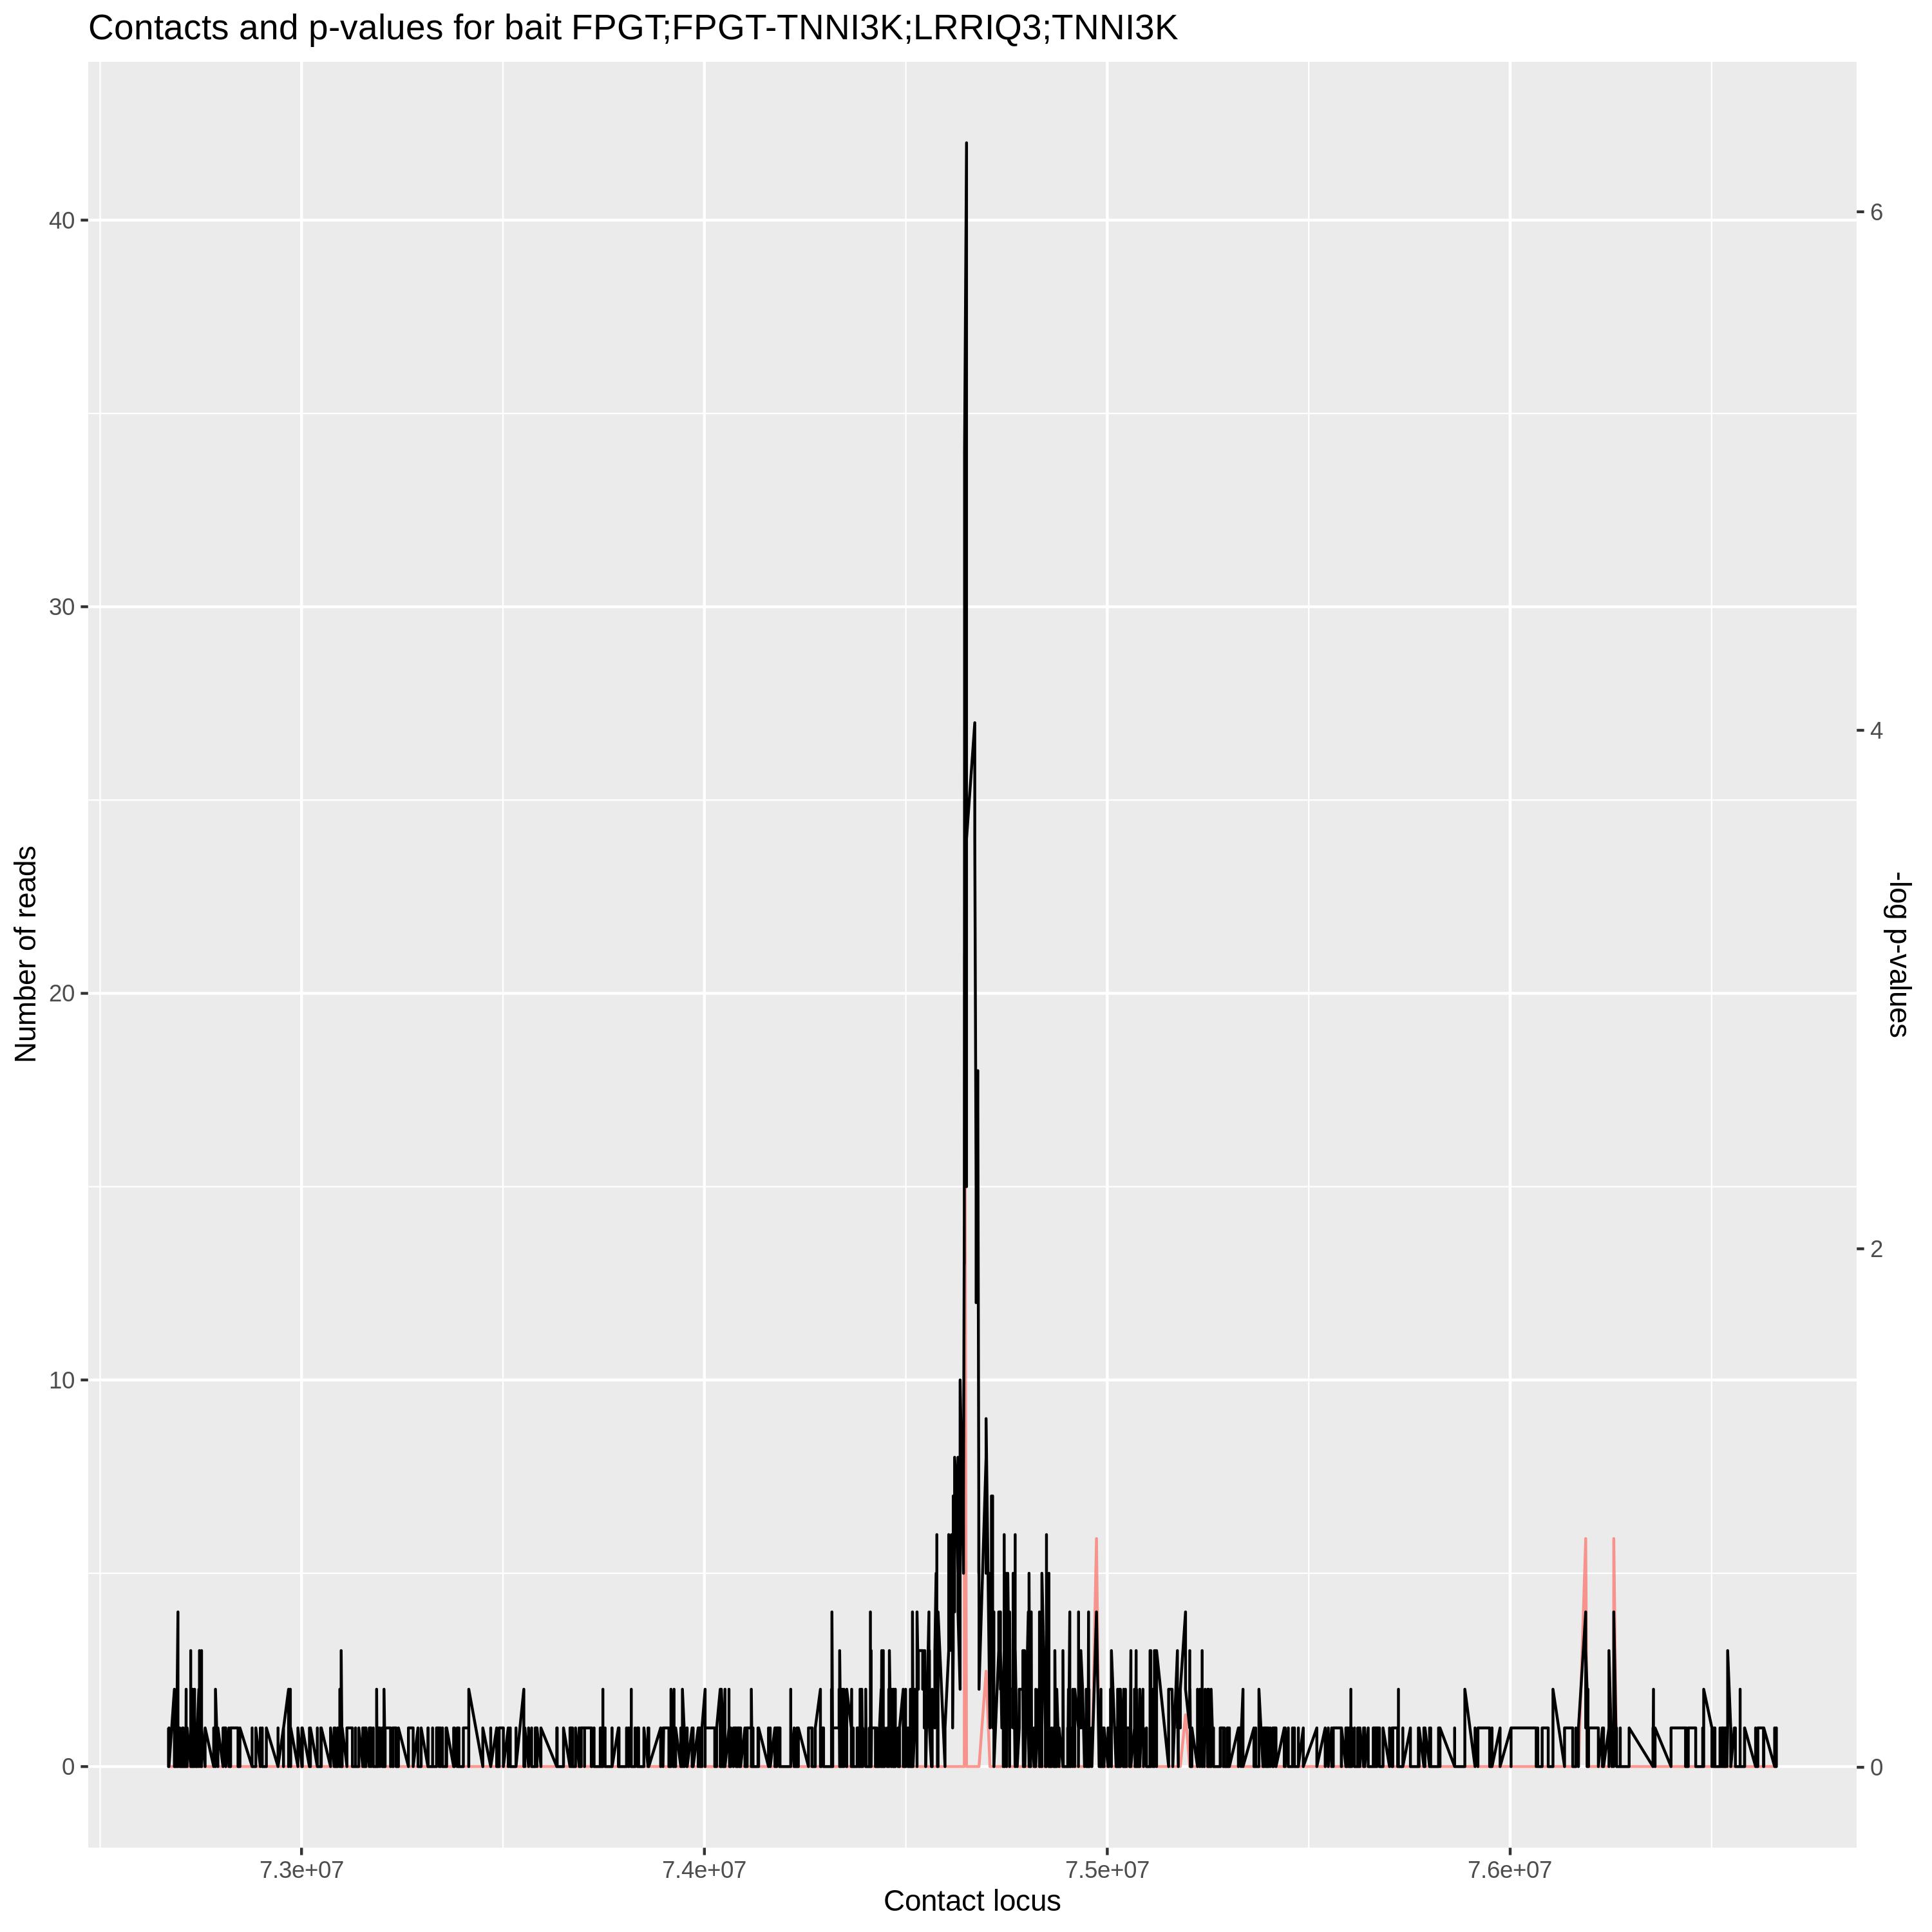 Contacts and p-values for bait FPGT;FPGT-TNNI3K;LRRIQ3;TNNI3K
40
30
20
10
0
Number of reads
6
4
2
0
-log p-values
7.3e+07
7.4e+07
7.5e+07
7.6e+07
Contact locus